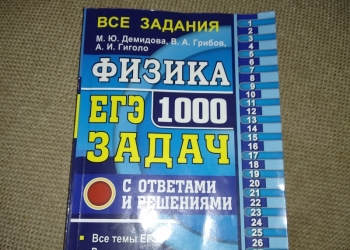 ВСЕ ЗАДАНИЯ
М. Ю. Демидова, В. А. Грибов,
А. И. Гиголо
ФИЗИКА
ЕГЭ 1000
ЗАДАЧ
С ОТВЕТАМИ
И РЕШЕНИЯМИ
Все темы ЕГЭ
1
2
3
4
5
6
7
8
9
10
11
12
13
14
15
16
17
18
19
20
21
22
23
24
25
26